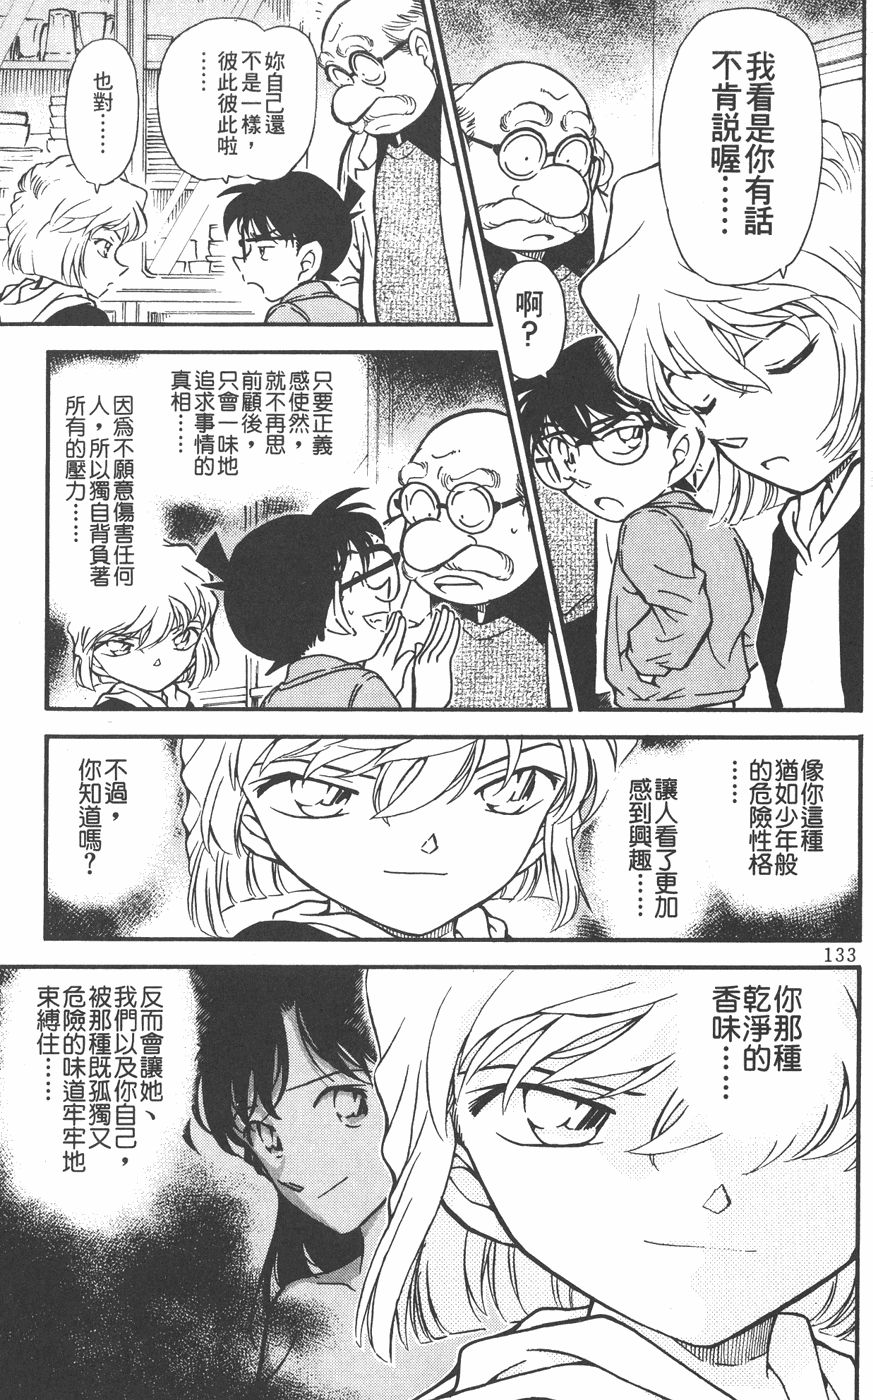 我看是你有話
不肯説喔……
啊？
妳自己還
不是一樣，
彼此彼此啦
……
也對……
只要正義
感使然，
就不再思
前顧後，
只會一味地
追求事情的
真相……
因為不願意傷害任何
人，所以獨自背負著
所有的壓力……
像你這種
猶如少年般
的危險性格
……
讓人看了更加
感到興趣……
不過，
你知道嗎？
133
你那種
乾淨的
香味……
反而會讓她、
我們以及你自己，
被那種既孤獨又
危險的味道牢牢地
束縛住……